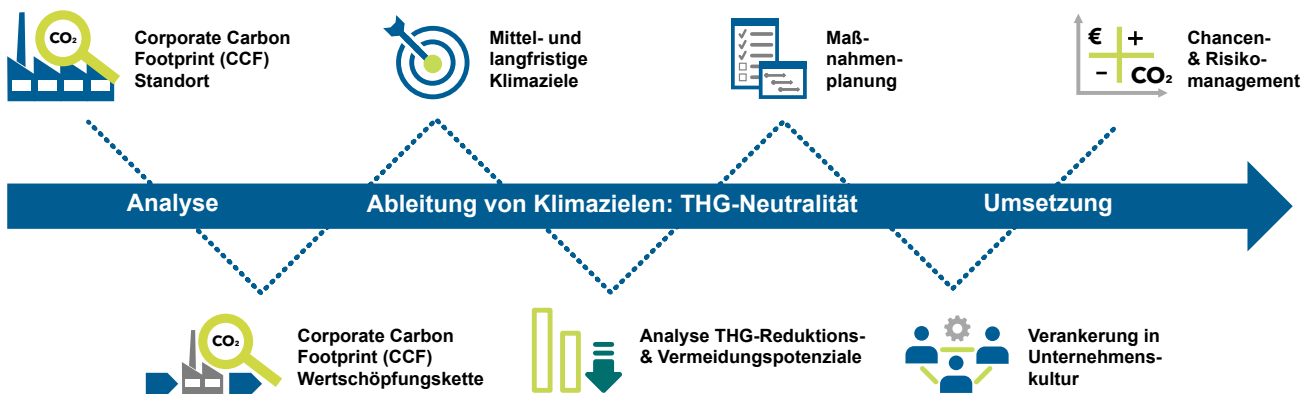 CO₂
Corporate Carbon
Footprint (CCF)
Standort
Mittel- und
langfristige
Klimaziele
Maß-
nahmen-
planung
€ +
– CO₂
Chancen-
& Risiko-
management
Analyse
Ableitung von Klimazielen: THG-Neutralität
Umsetzung
CO₂
Corporate Carbon
Footprint (CCF)
Wertschöpfungskette
Analyse THG-Reduktions-
& Vermeidungspotenziale
Verankerung in
Unternehmens-
kultur